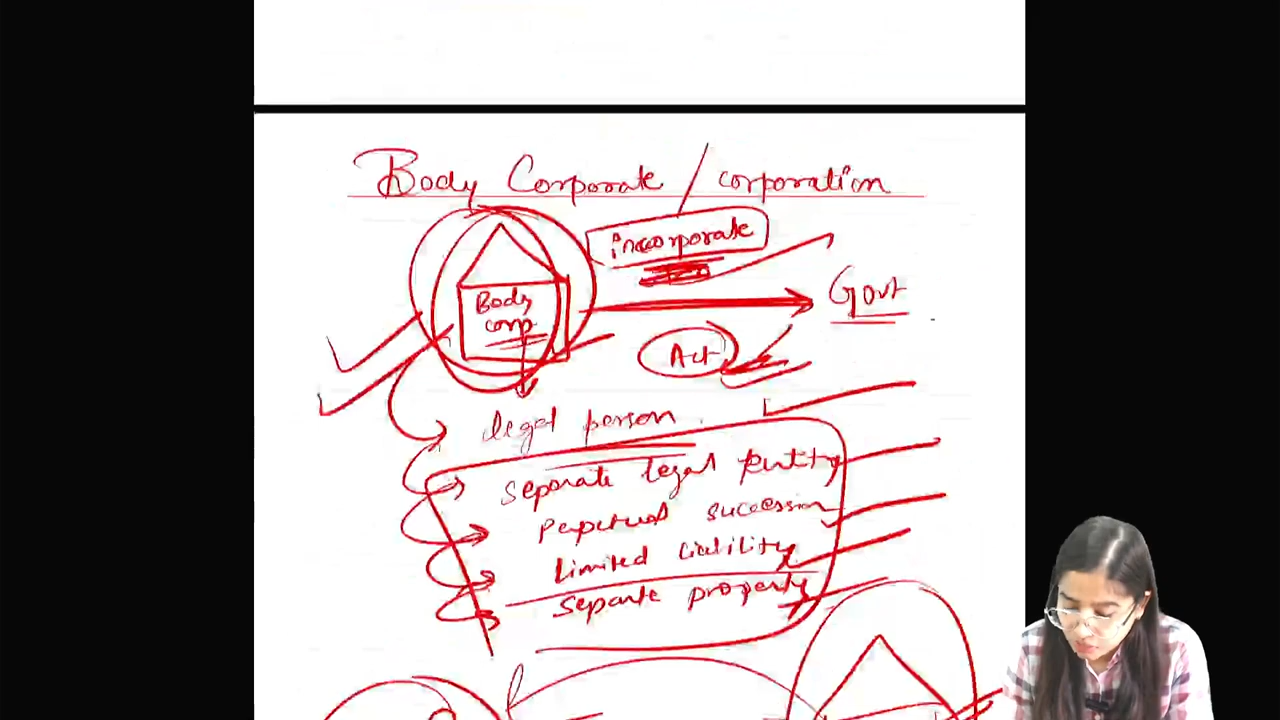 Body Corporate / corporation
incorporate
Govt
Body
corp
Act
legal person
separate legal Entity
Perpetual succession
Limited liability
separate property